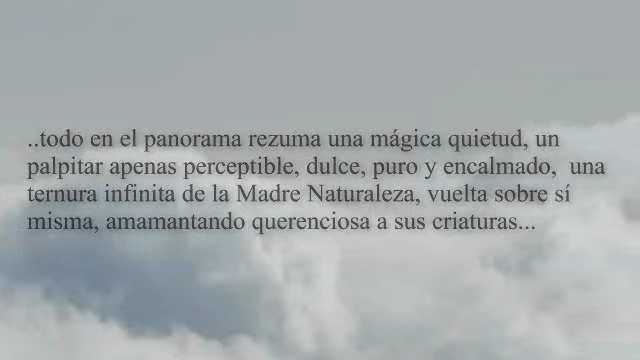 ..todo en el panorama rezuma una mágica quietud, un
palpitar apenas perceptible, dulce, puro y encalmado,  una
ternura infinita de la Madre Naturaleza, vuelta sobre sí
misma, amamantando querenciosa a sus criaturas...